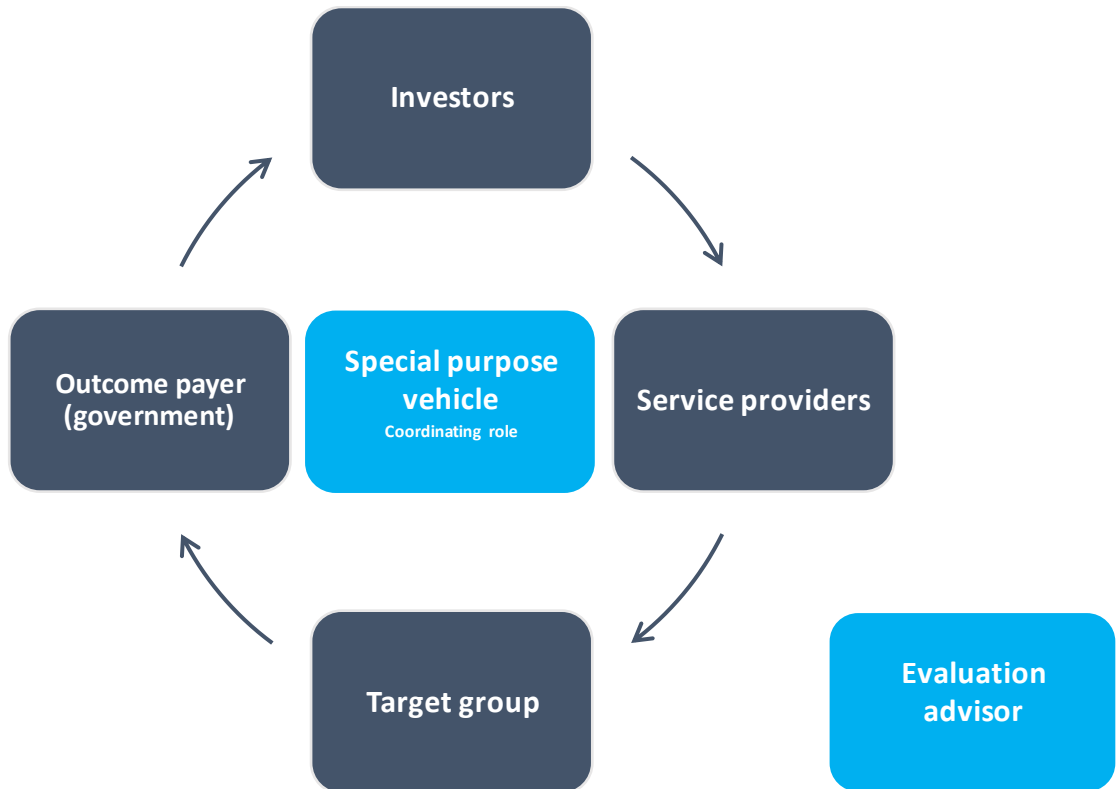 Investors
Outcome payer
(government)
Special purpose
vehicle
Coordinating role
Service providers
Target group
Evaluation
advisor